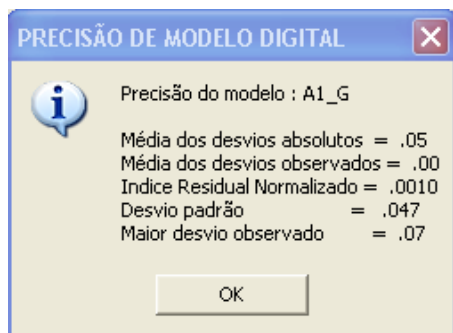 PRECISÃO DE MODELO DIGITAL
Precisão do modelo : A1_G
Média dos desvios absolutos = .05
Média dos desvios observados = .00
Indice Residual Normalizado = .0010
Desvio padrão = .047
Maior desvio observado = .07
OK